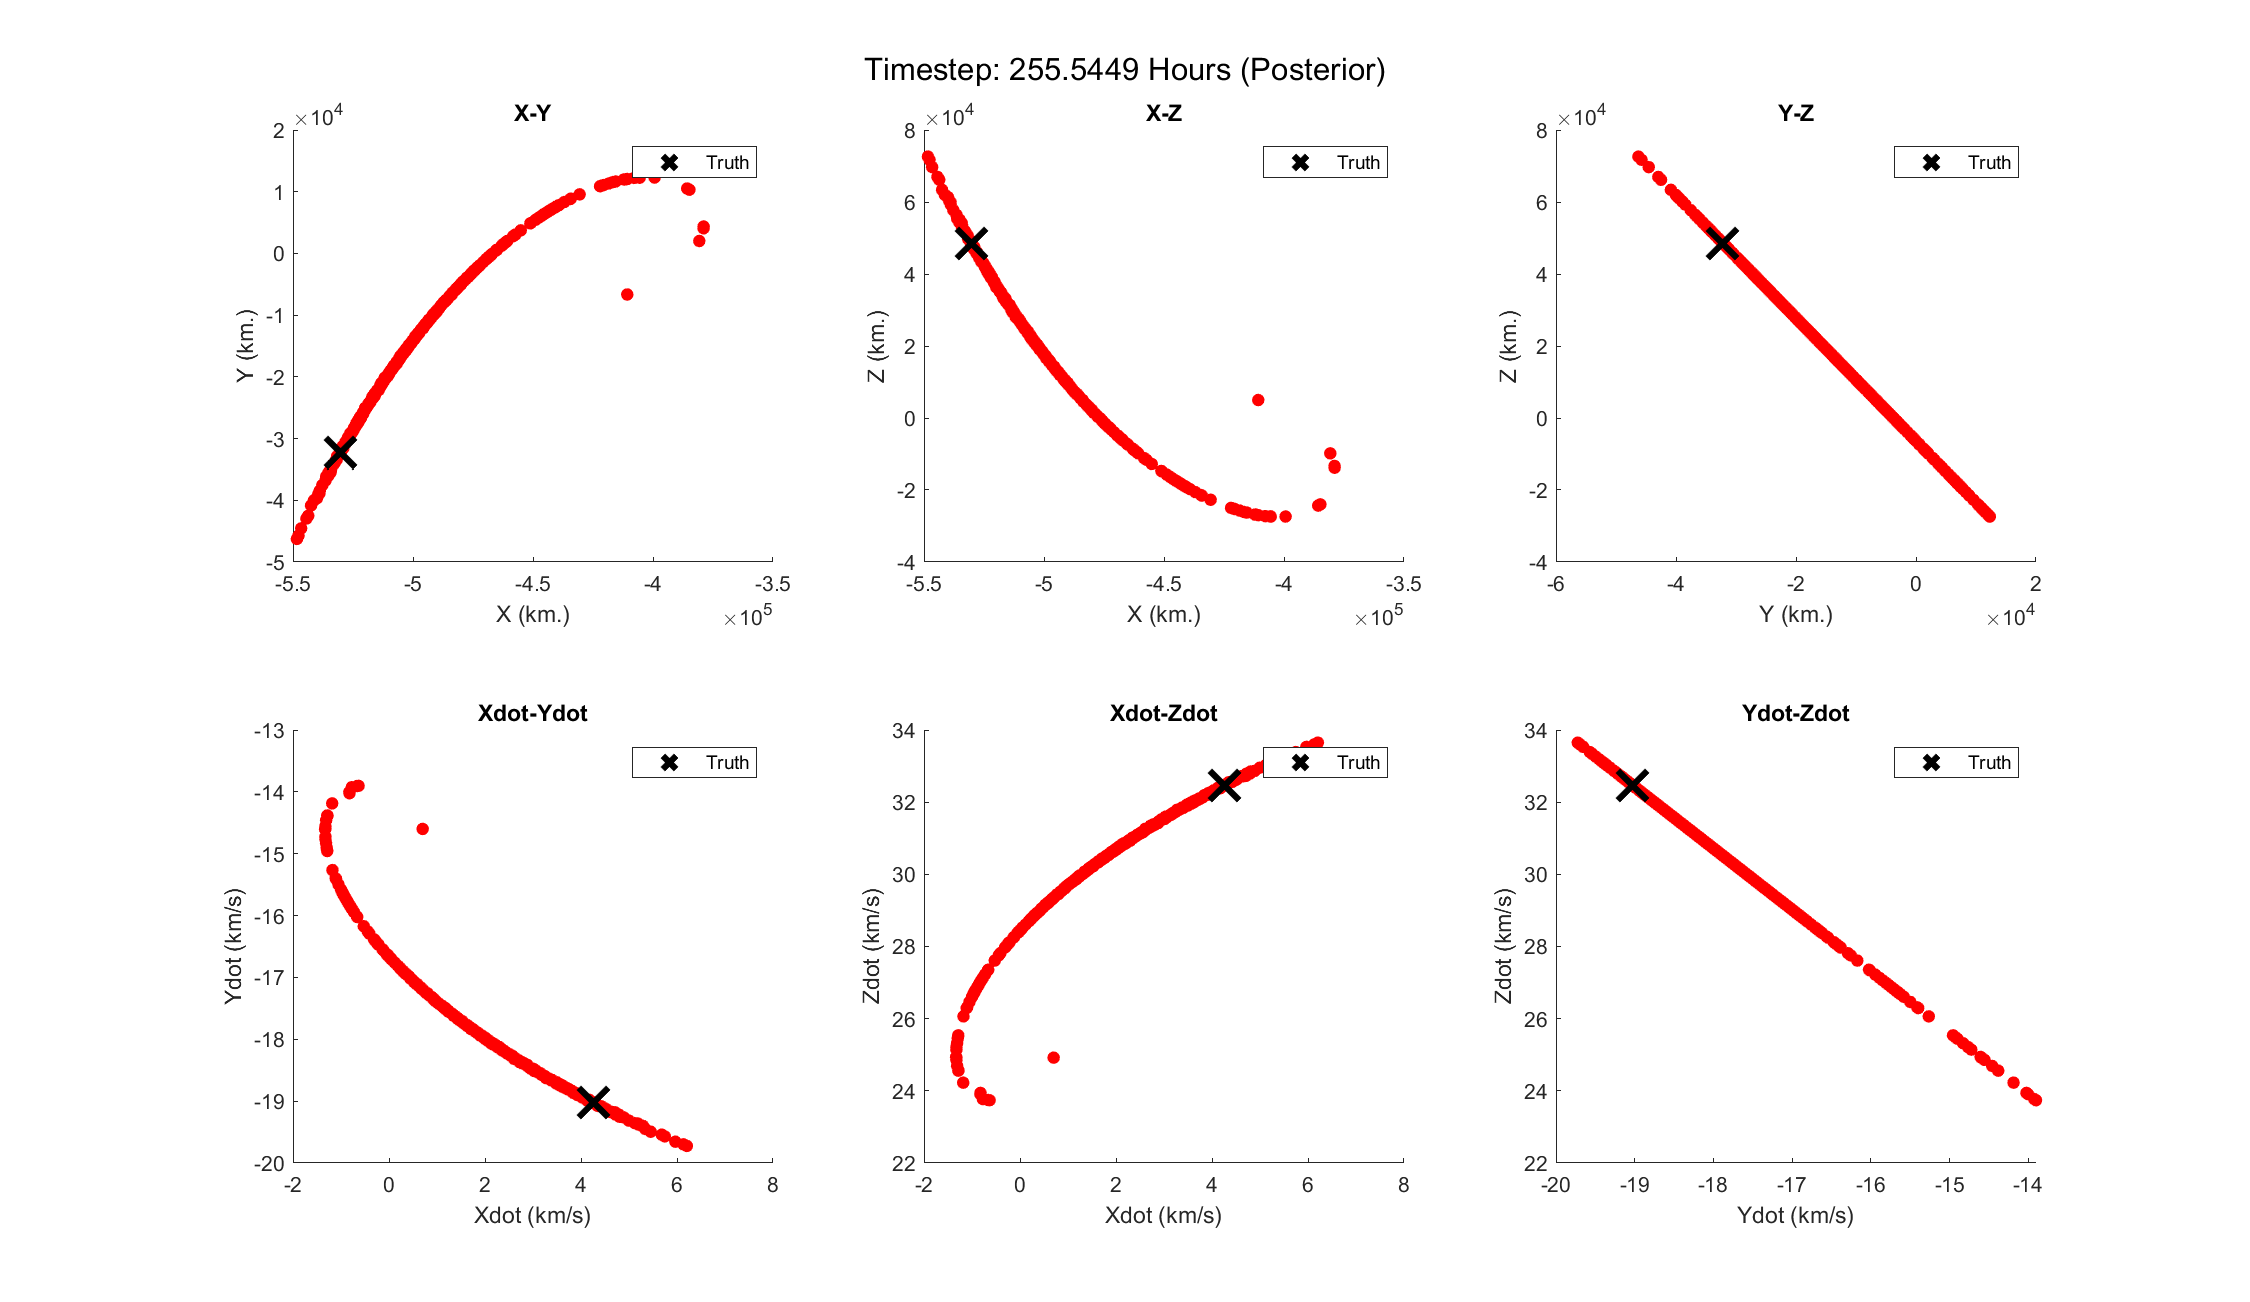 Timestep: 255.5449 Hours (Posterior)
X-Y
×10^4
Truth
2
1
0
-1
-2
-3
-4
-5
Y (km.)
-5.5 -5 -4.5 -4 -3.5
X (km.)
×10^5
X-Z
×10^4
Truth
8
6
4
2
0
-2
-4
Z (km.)
-5.5 -5 -4.5 -4 -3.5
X (km.)
×10^5
Y-Z
×10^4
Truth
8
6
4
2
0
-2
-4
Z (km.)
-6 -4 -2 0 2
Y (km.)
×10^4
Xdot-Ydot
Truth
-13
-14
-15
-16
-17
-18
-19
-20
Ydot (km/s)
-2 0 2 4 6 8
Xdot (km/s)
Xdot-Zdot
Truth
34
32
30
28
26
24
22
Zdot (km/s)
-2 0 2 4 6 8
Xdot (km/s)
Ydot-Zdot
Truth
34
32
30
28
26
24
22
Zdot (km/s)
-20 -19 -18 -17 -16 -15 -14
Ydot (km/s)